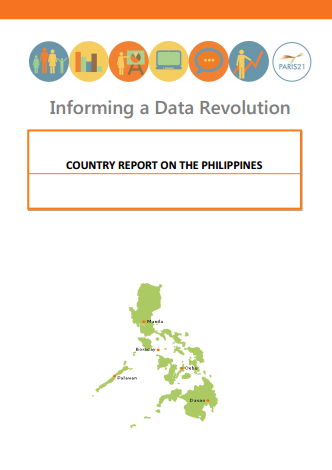 PARIS21
Informing a Data Revolution
COUNTRY REPORT ON THE PHILIPPINES
Manila
Boracay
Cebu
Palawan
Davao